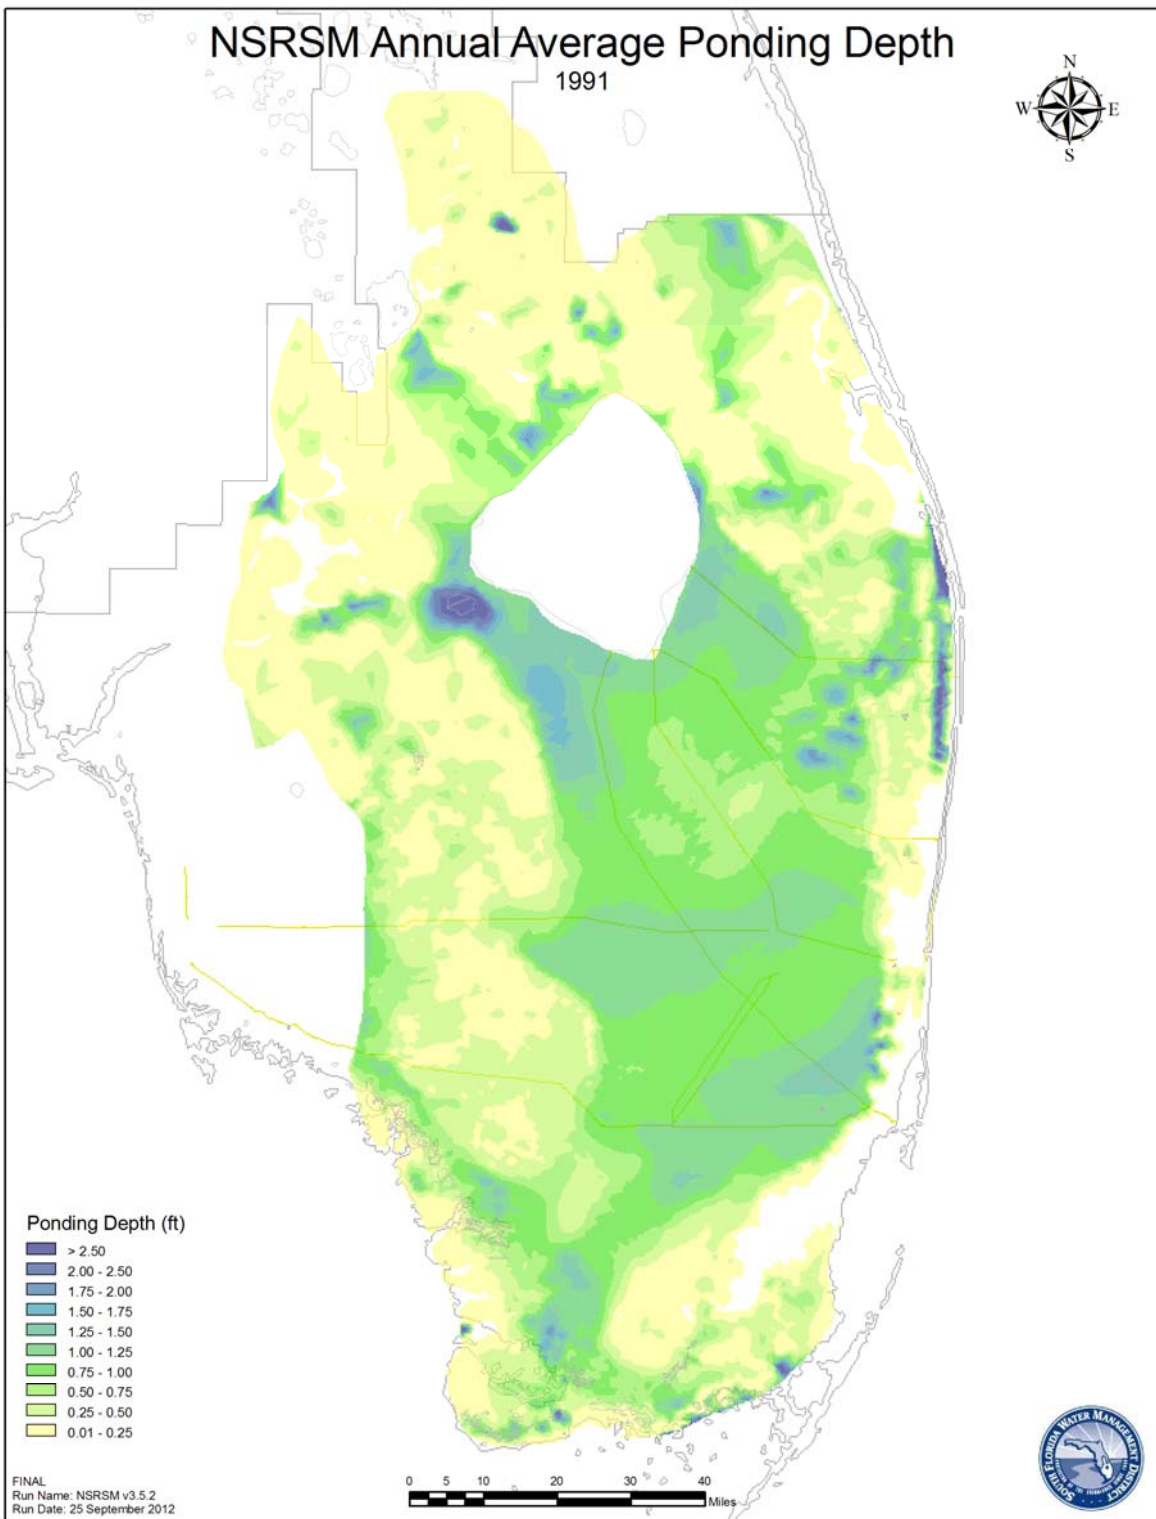 NSRSM Annual Average Ponding Depth
1991
N
W E
S
Ponding Depth (ft)
> 2.50
2.00 - 2.50
1.75 - 2.00
1.50 - 1.75
1.25 - 1.50
1.00 - 1.25
0.75 - 1.00
0.50 - 0.75
0.25 - 0.50
0.01 - 0.25
FINAL
Run Name: NSRSM v3.5.2
Run Date: 25 September 2012
0 5 10 20 30 40
Miles
SOUTH FLORIDA WATER MANAGEMENT DISTRICT